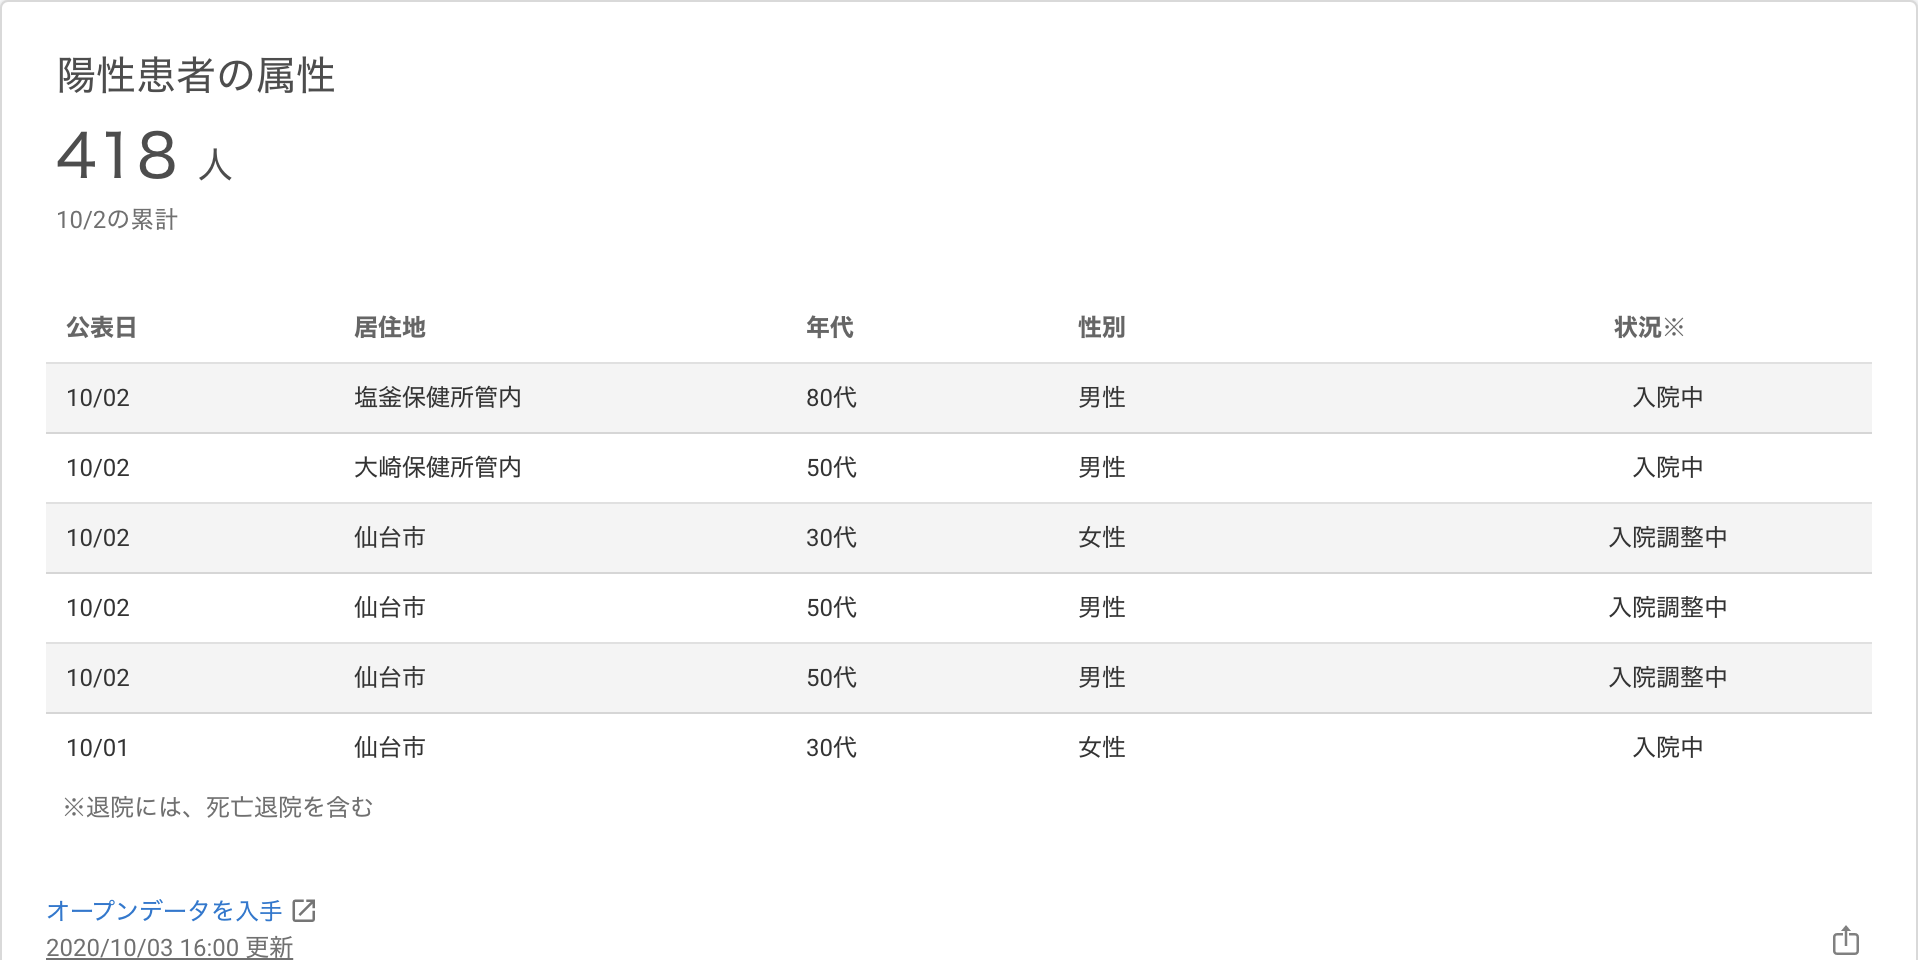 陽性患者の属性
418 人
10/2の累計
公表日 居住地 年代 性別 状況※
10/02 塩釜保健所管内 80代 男性 入院中
10/02 大崎保健所管内 50代 男性 入院中
10/02 仙台市 30代 女性 入院調整中
10/02 仙台市 50代 男性 入院調整中
10/02 仙台市 50代 男性 入院調整中
10/01 仙台市 30代 女性 入院中
※退院には、死亡退院を含む
オープンデータを入手
2020/10/03 16:00 更新